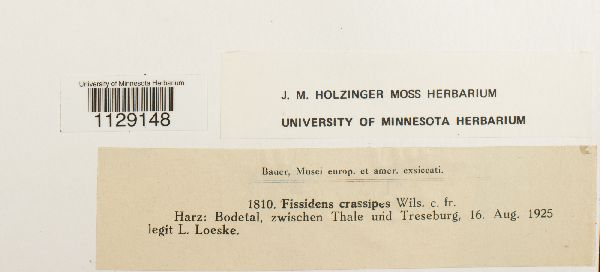 University of Minnesota Herbarium
1129148
J. M. HOLZINGER MOSS HERBARIUM
UNIVERSITY OF MINNESOTA HERBARIUM
Bauer, Musci europ. et amer. exsiccati.
1810. Fissidens crassipes Wils. c. fr.
Harz: Bodetal, zwischen Thale und Treseburg, 16. Aug. 1925
legit L. Loeske.